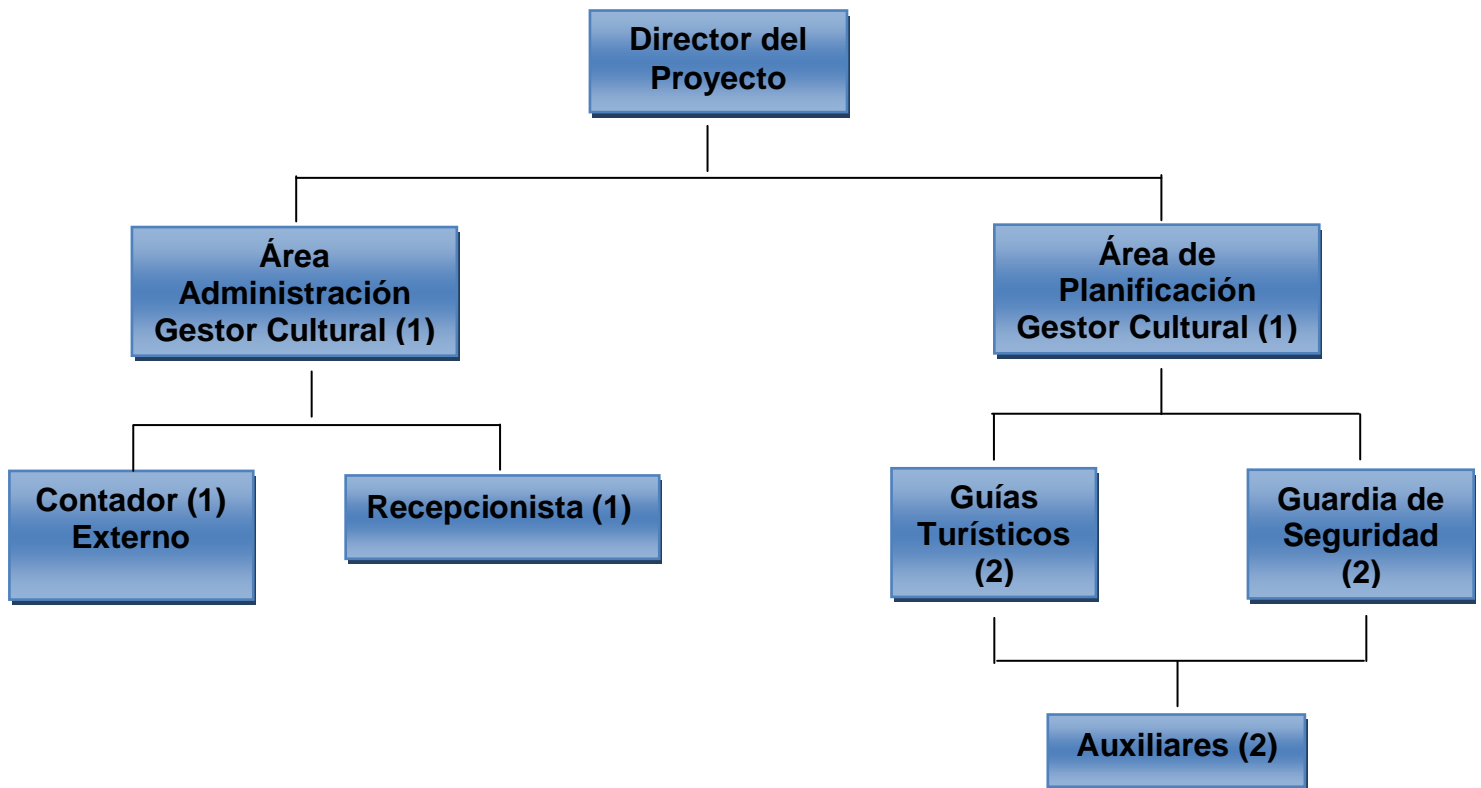 Director del
Proyecto
Área
Administración
Gestor Cultural (1)
Área de
Planificación
Gestor Cultural (1)
Contador (1)
Externo
Recepcionista (1)
Guías
Turísticos
(2)
Guardia de
Seguridad
(2)
Auxiliares (2)